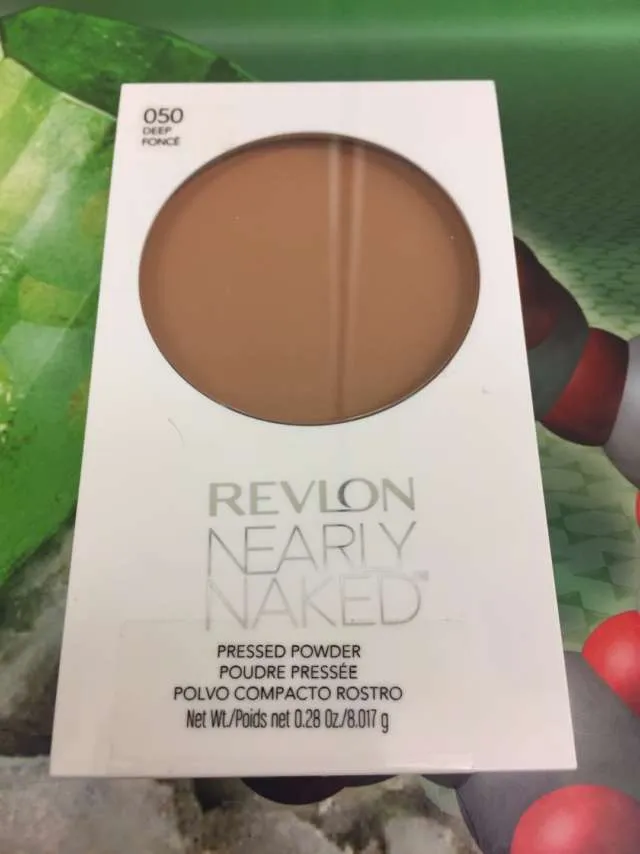 050
DEEP
FONCÉ
REVLON
NEARLY
NAKED™
PRESSED POWDER
POUDRE PRESSÉE
POLVO COMPACTO ROSTRO
Net Wt./Poids net 0.28 Oz./8.017 g